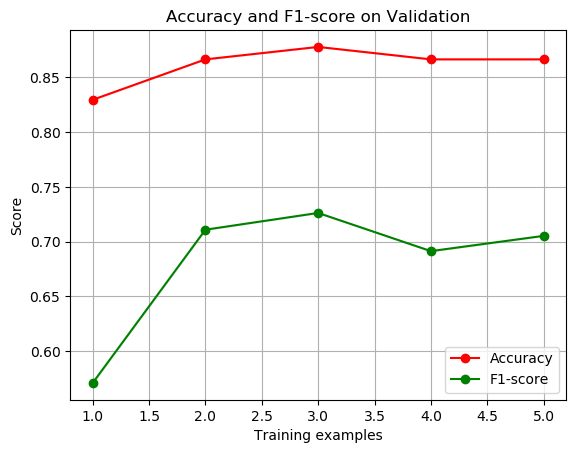 Accuracy and F1-score on Validation
Score
0.85
0.80
0.75
0.70
0.65
0.60
1.0 1.5 2.0 2.5 3.0 3.5 4.0 4.5 5.0
Training examples
Accuracy
F1-score